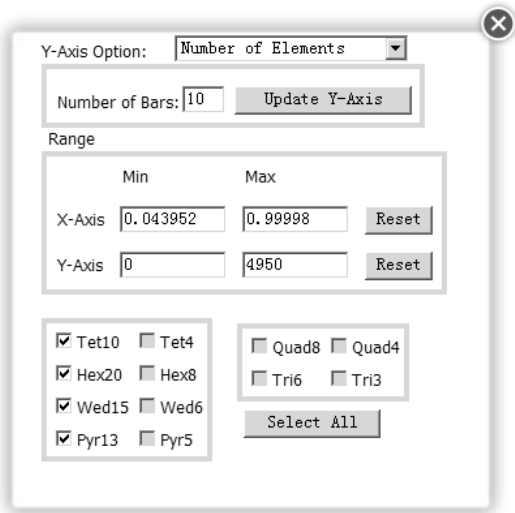 Y-Axis Option: Number of Elements
Number of Bars: 10 Update Y-Axis
Range
Min Max
X-Axis 0.043952 0.99998 Reset
Y-Axis 0 4950 Reset
Tet10 Tet4
Hex20 Hex8
Wed15 Wed6
Pyr13 Pyr5
Quad8 Quad4
Tri6 Tri3
Select All